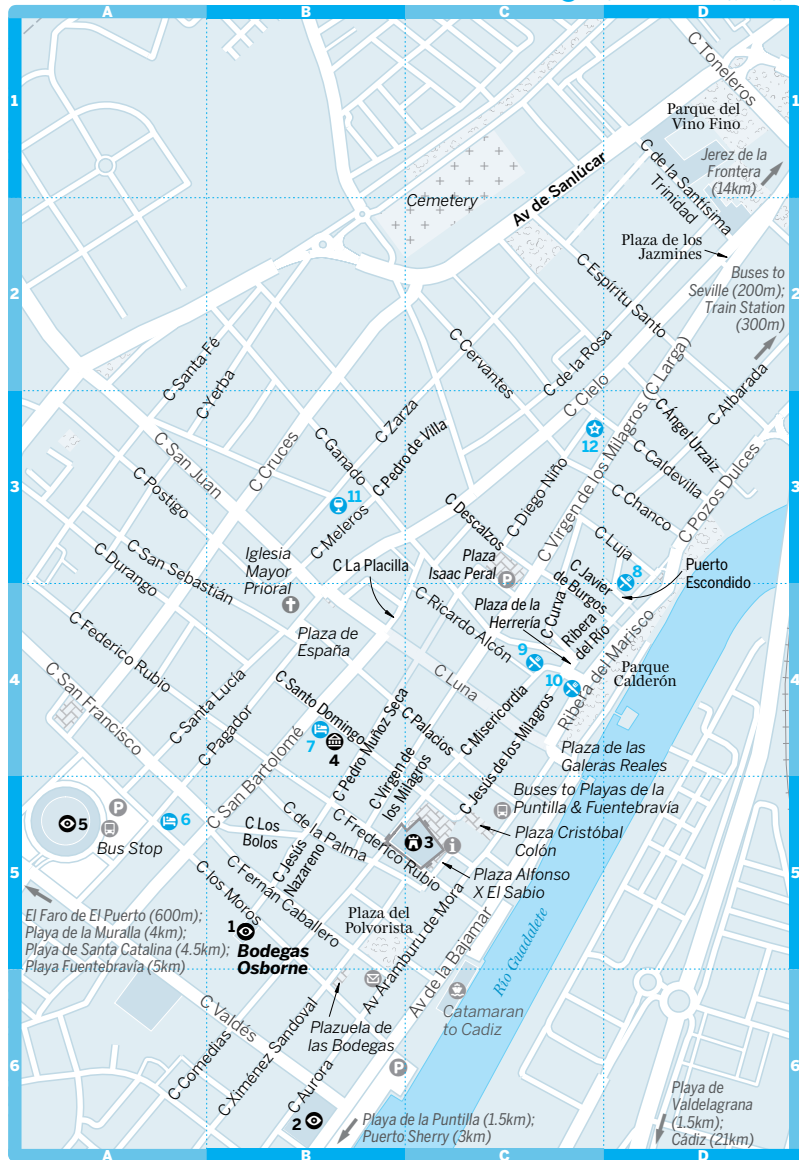 A
B
C
D
1
C Toneleros
Parque del
Vino Fino
Jerez de la
Frontera
(14km)
C de la Santísima
Trinidad
Av de Sanlúcar
Cemetery
Plaza de los
Jazmines
1
2
Buses to
Seville (200m);
Train Station
(300m)
C Espíritu Santo
C Cervantes
C de la Rosa
C Santa Fé
C Yerba
C Cielo
C Virgen de los Milagros (C Larga)
C Albarada
2
3
C San Juan
C Postigo
C Cruces
C Ganado
C Zarza
C Pedro de Villa
11
C Meleros
12
C Ángel Urzaiz
C Caldevilla
C Chanco
C Pozos Dulces
C Diego Niño
C Descalzos
C Luja
3
C Durango
C San Sebastián
Iglesia
Mayor
Prioral
C La Placilla
Plaza
Isaac Peral
P
C Javier
de Burgos
8
Puerto
Escondido
4
C Federico Rubio
Plaza de
España
C Ricardo Alcón
Plaza de la
Herrería
C Curva
Ribera
del Río
Ribera del Marisco
9
10
Parque
Calderón
C Luna
C San Francisco
C Santa Lucía
C Pagador
C Santo Domingo
7
4
C San Bartolomé
C Pedro Muñoz Seca
C Palacios
C Virgen de
los Milagros
C Misericordia
C Jesús de los Milagros
Plaza de las
Galeras Reales
4
5
P
5
6
Bus Stop
C Los
Bolos
C de la Palma
C Jesús
Nazareno
C Frederico Rubio
3
i
Buses to Playas de la
Puntilla & Fuentebravía
Plaza Cristóbal
Colón
Plaza Alfonso
X El Sabio
C los Moros
C Fernán Caballero
El Faro de El Puerto (600m);
Playa de la Muralla (4km);
Playa de Santa Catalina (4.5km);
Playa Fuentebravía (5km)
1
Bodegas
Osborne
Plaza del
Polvorista
Av Aramburu de Mora
Av de la Bajamar
Río Guadalete
5
6
C Valdés
Plazuela de
las Bodegas
Catamaran
to Cadiz
C Comedias
C Ximénez Sandoval
C Aurora
P
2
Playa de la Puntilla (1.5km);
Puerto Sherry (3km)
Playa de
Valdelagrana
(1.5km);
Cádiz (21km)
6
A
B
C
D